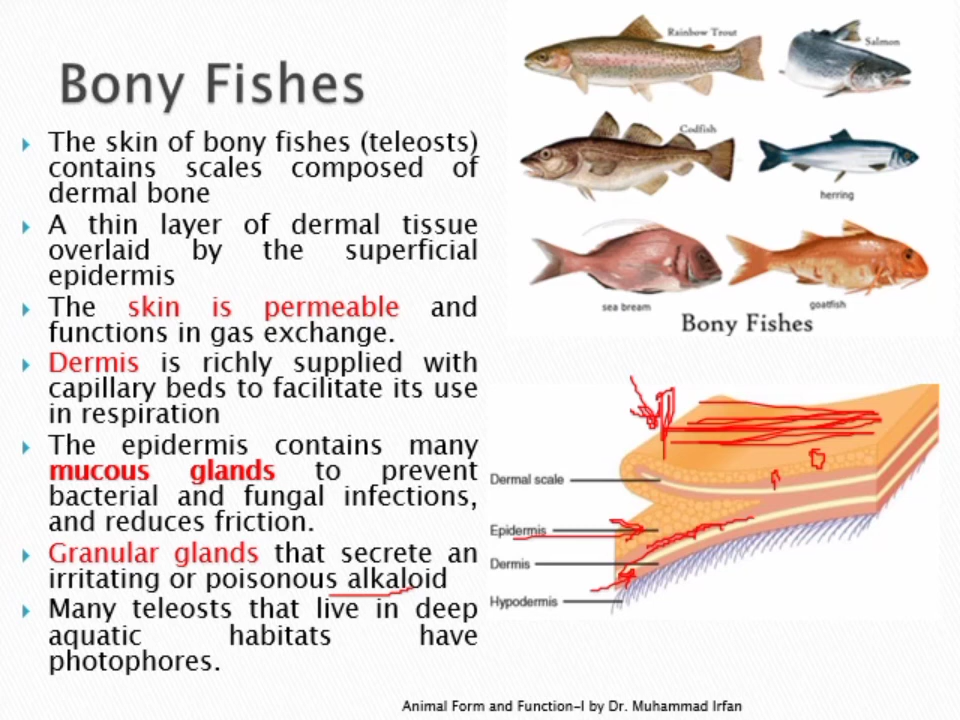 Bony Fishes
The skin of bony fishes (teleosts)
contains scales composed of
dermal bone
A thin layer of dermal tissue
overlaid by the superficial
epidermis
The skin is permeable and
functions in gas exchange.
Dermis is richly supplied with
capillary beds to facilitate its use
in respiration
The epidermis contains many
mucous glands to prevent
bacterial and fungal infections,
and reduces friction.
Granular glands that secrete an
irritating or poisonous alkaloid
Many teleosts that live in deep
aquatic habitats have
photophores.
Rainbow Trout
Salmon
Codfish
herring
sea bream
goatfish
Bony Fishes
Dermal scale
Epidermis
Dermis
Hypodermis
Animal Form and Function-I by Dr. Muhammad Irfan